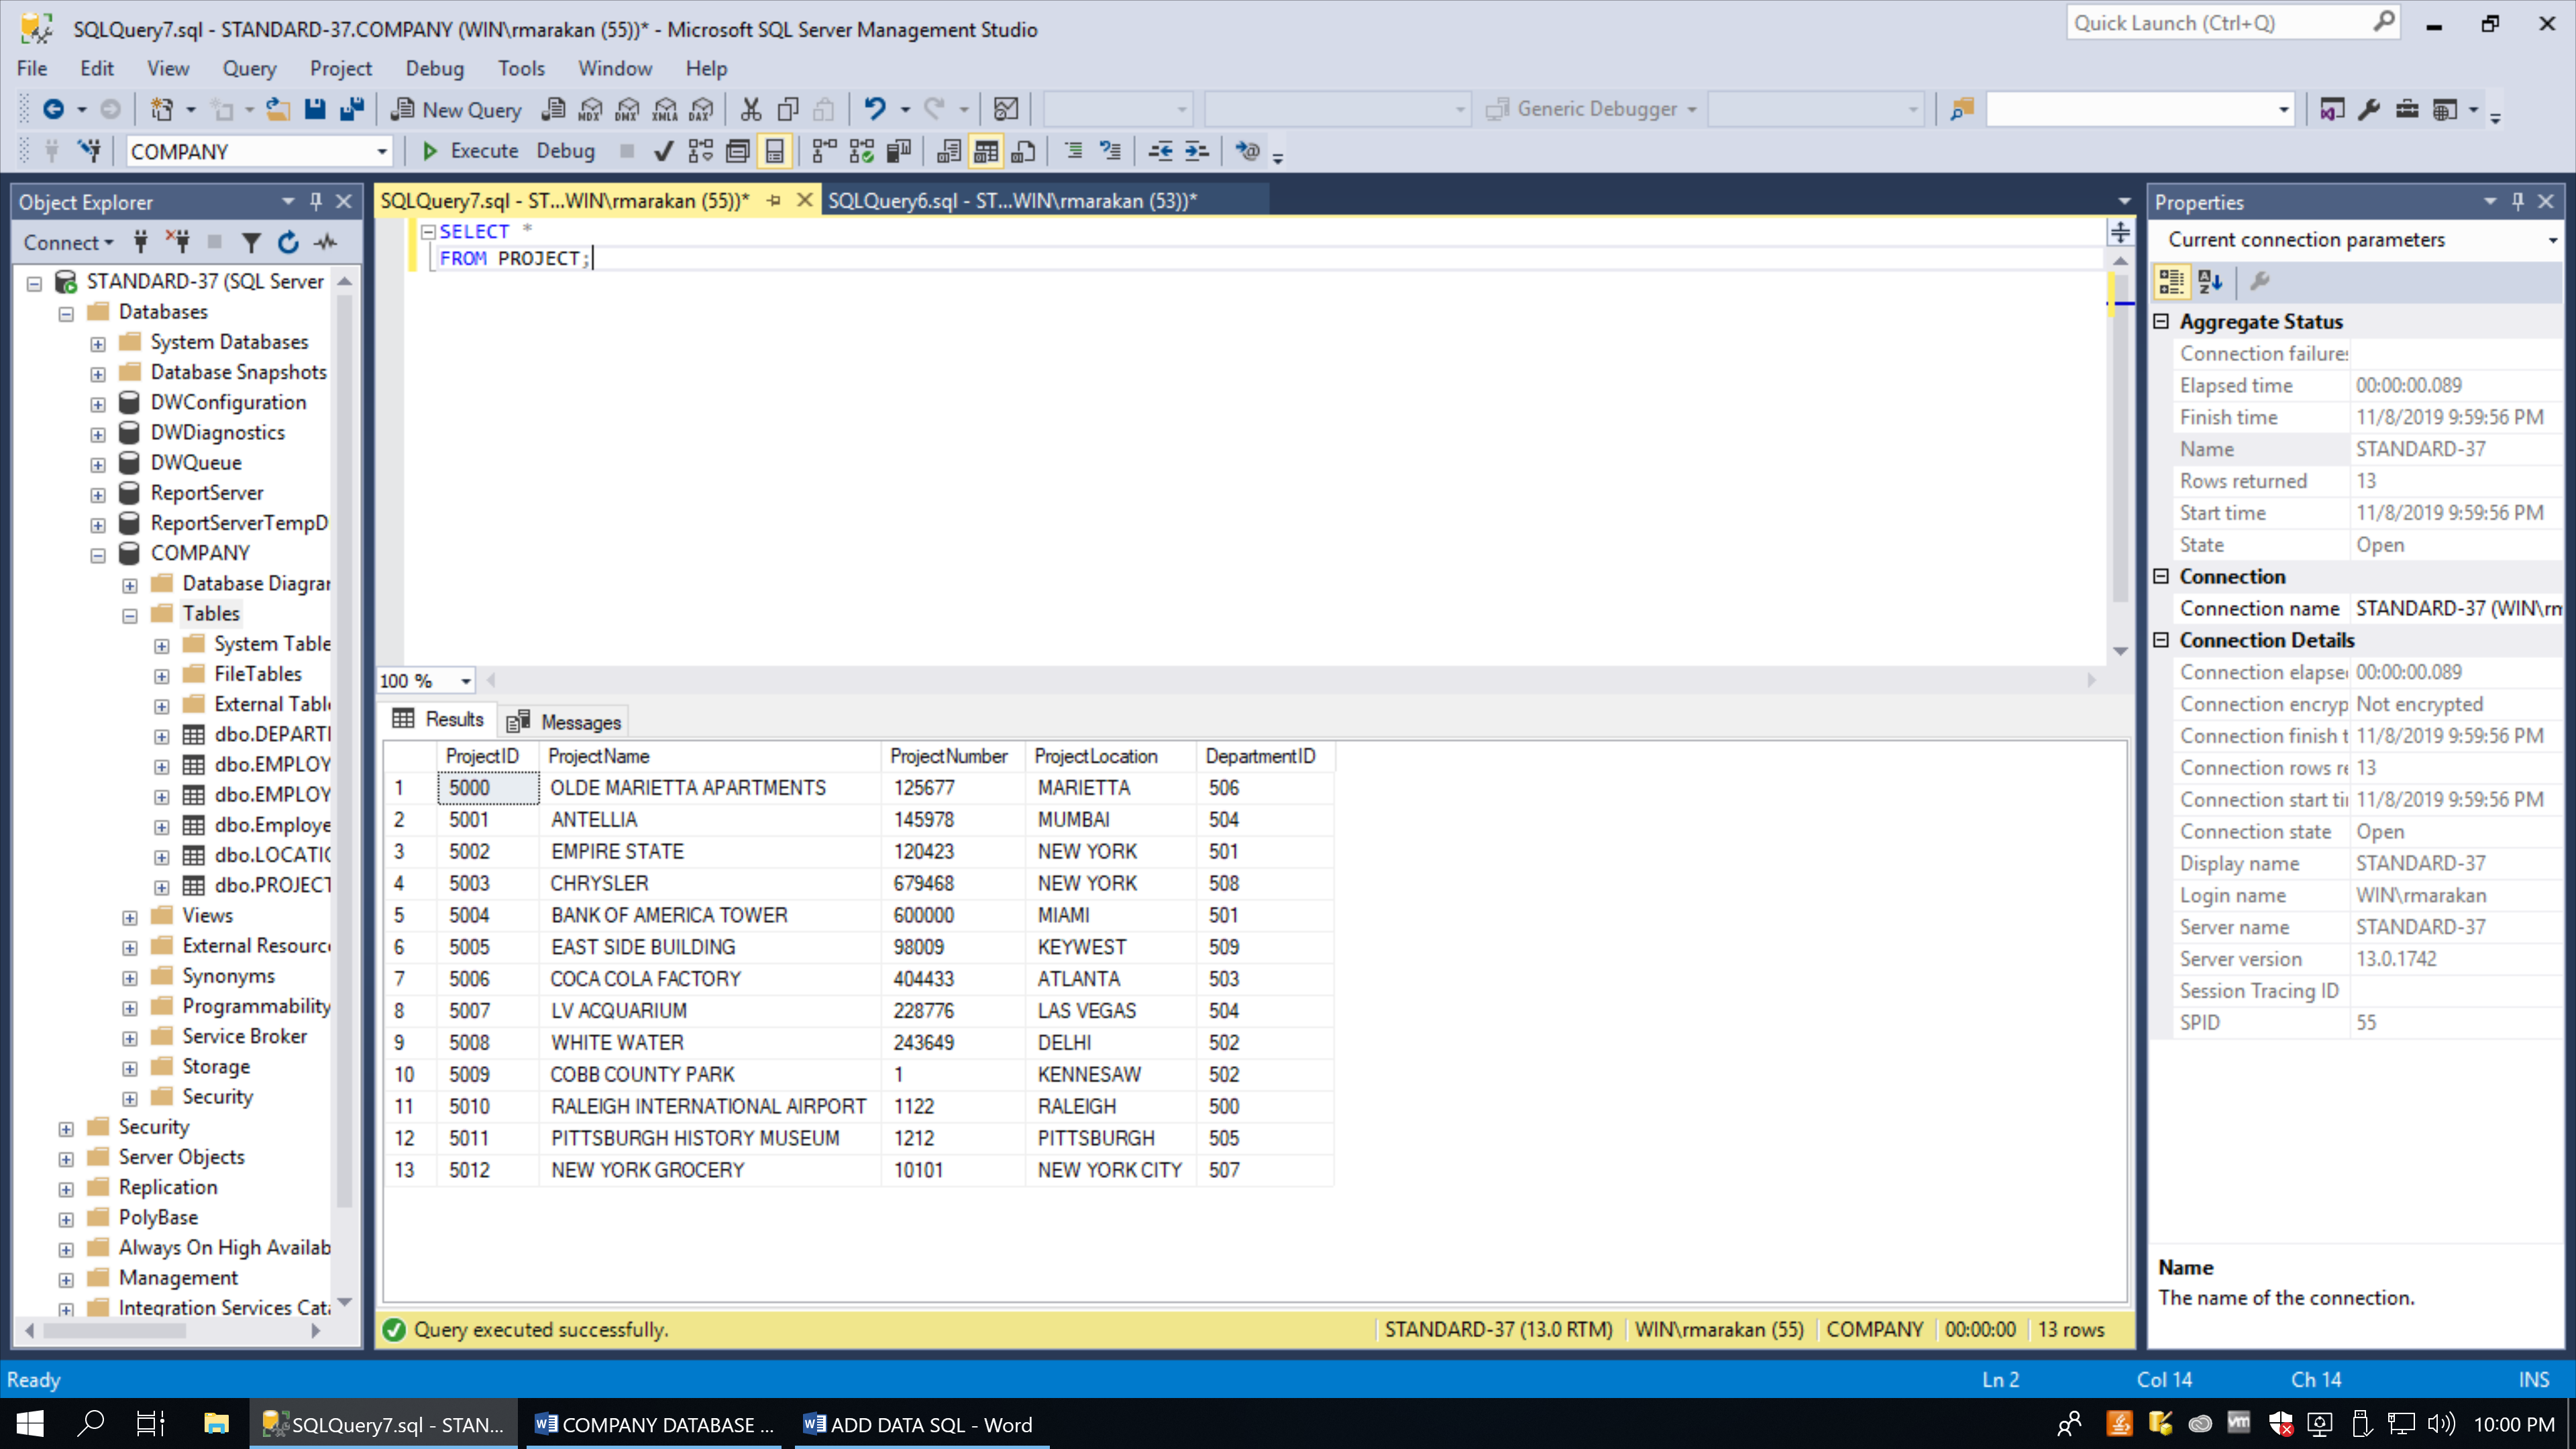 SQLQuery7.sql - STANDARD-37.COMPANY (WIN\rmarakan (55))* - Microsoft SQL Server Management Studio
Quick Launch (Ctrl+Q)
File Edit View Query Project Debug Tools Window Help
New Query MDX DMX XMLA DAX Generic Debugger
COMPANY Execute Debug
Object Explorer
Connect
STANDARD-37 (SQL Server
Databases
System Databases
Database Snapshots
DWConfiguration
DWDiagnostics
DWQueue
ReportServer
ReportServerTempD
COMPANY
Database Diagrar
Tables
System Table
FileTables
External Tabl
dbo.DEPARTI
dbo.EMPLOY
dbo.EMPLOY
dbo.Employe
dbo.LOCATIC
dbo.PROJECT
Views
External Resourc
Synonyms
Programmability
Service Broker
Storage
Security
Security
Server Objects
Replication
PolyBase
Always On High Availab
Management
Integration Services Cat
SQLQuery7.sql - ST...WIN\rmarakan (55))* SQLQuery6.sql - ST...WIN\rmarakan (53))*
SELECT *
FROM PROJECT;
100 %
Results Messages
ProjectID ProjectName ProjectNumber ProjectLocation DepartmentID
1 5000 OLDE MARIETTA APARTMENTS 125677 MARIETTA 506
2 5001 ANTELLIA 145978 MUMBAI 504
3 5002 EMPIRE STATE 120423 NEW YORK 501
4 5003 CHRYSLER 679468 NEW YORK 508
5 5004 BANK OF AMERICA TOWER 600000 MIAMI 501
6 5005 EAST SIDE BUILDING 98009 KEYWEST 509
7 5006 COCA COLA FACTORY 404433 ATLANTA 503
8 5007 LV ACQUARIUM 228776 LAS VEGAS 504
9 5008 WHITE WATER 243649 DELHI 502
10 5009 COBB COUNTY PARK 1 KENNESAW 502
11 5010 RALEIGH INTERNATIONAL AIRPORT 1122 RALEIGH 500
12 5011 PITTSBURGH HISTORY MUSEUM 1212 PITTSBURGH 505
13 5012 NEW YORK GROCERY 10101 NEW YORK CITY 507
Query executed successfully. STANDARD-37 (13.0 RTM) WIN\rmarakan (55) COMPANY 00:00:00 13 rows
Properties
Current connection parameters
Aggregate Status
Connection failure
Elapsed time 00:00:00.089
Finish time 11/8/2019 9:59:56 PM
Name STANDARD-37
Rows returned 13
Start time 11/8/2019 9:59:56 PM
State Open
Connection
Connection name STANDARD-37 (WIN\rm
Connection Details
Connection elapse 00:00:00.089
Connection encryp Not encrypted
Connection finish t 11/8/2019 9:59:56 PM
Connection rows re 13
Connection start ti 11/8/2019 9:59:56 PM
Connection state Open
Display name STANDARD-37
Login name WIN\rmarakan
Server name STANDARD-37
Server version 13.0.1742
Session Tracing ID
SPID 55
Name
The name of the connection.
Ready Ln 2 Col 14 Ch 14 INS
SQLQuery7.sql - STAN... COMPANY DATABASE ... ADD DATA SQL - Word 10:00 PM